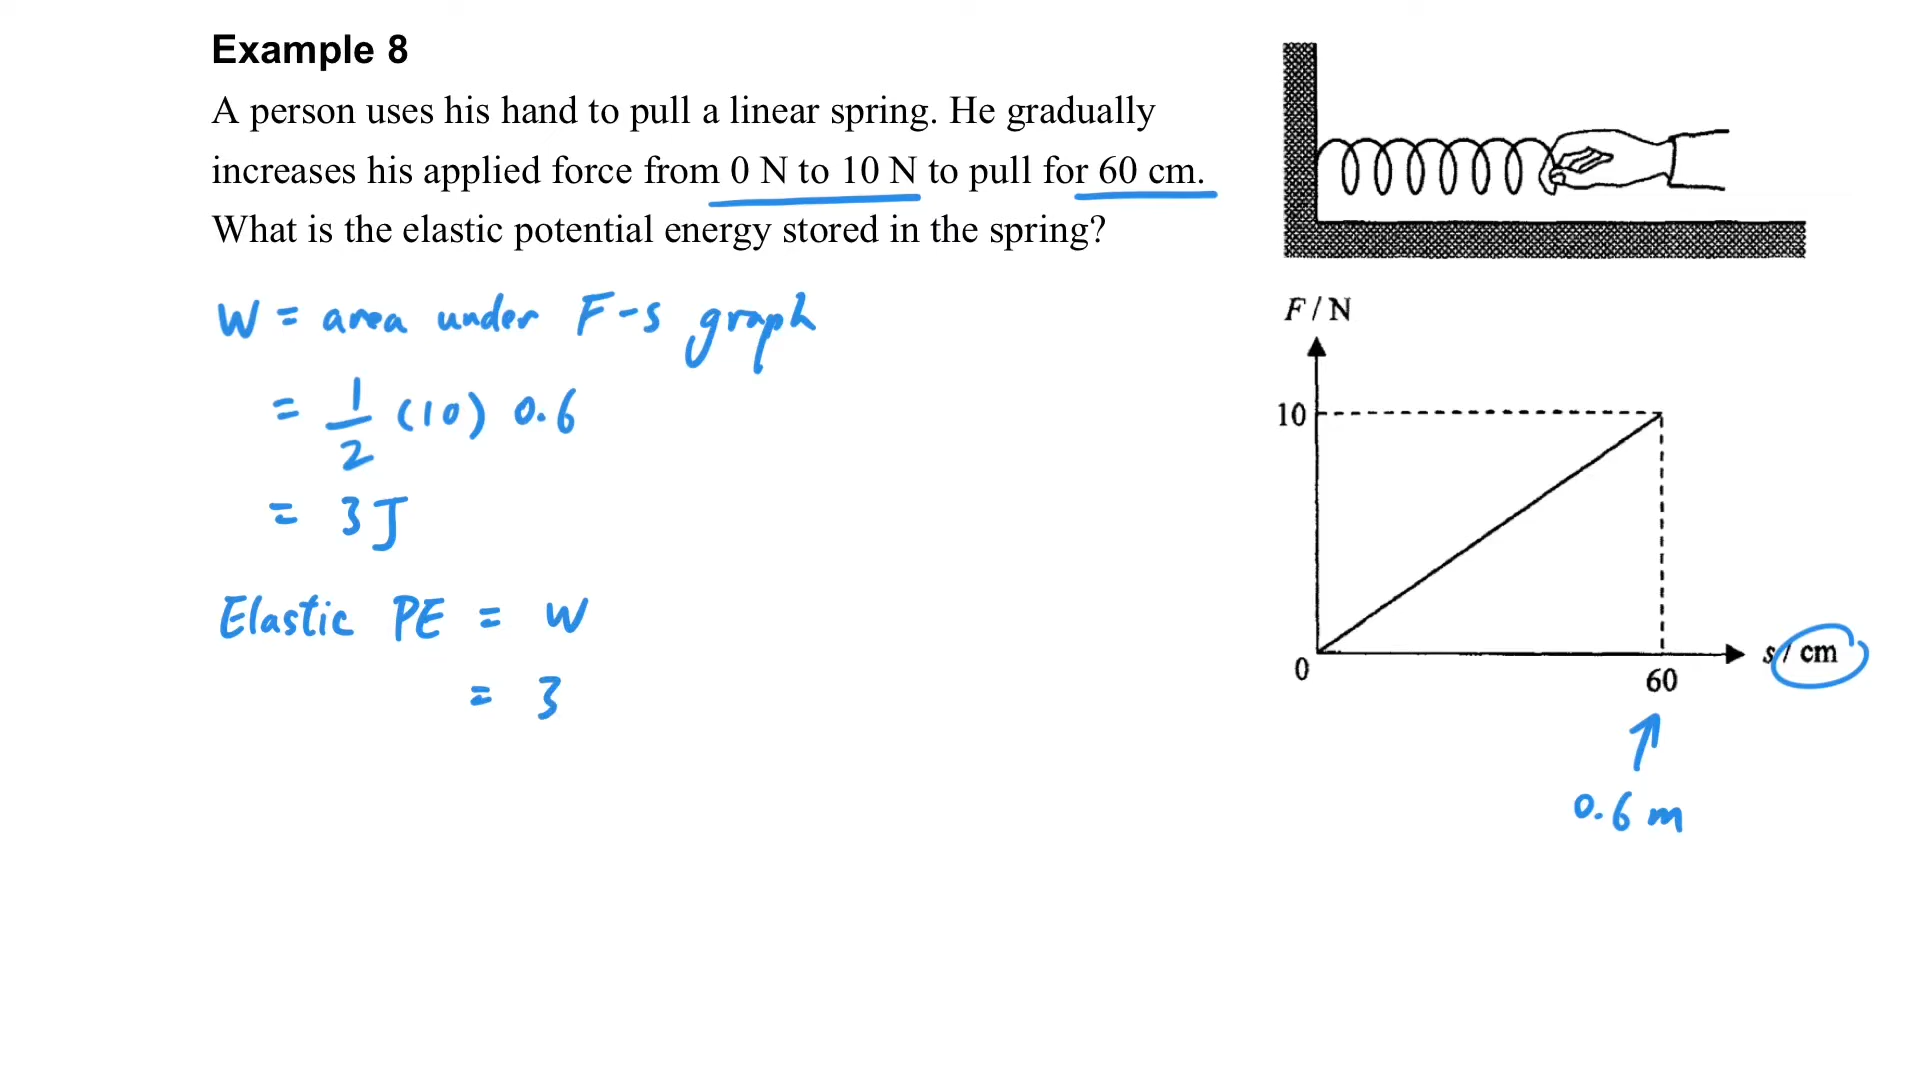 Example 8
A person uses his hand to pull a linear spring. He gradually
increases his applied force from 0 N to 10 N to pull for 60 cm.
What is the elastic potential energy stored in the spring?
W = area under F-s graph
= 1/2 (10) 0.6
= 3J
Elastic PE = W
= 3
F / N
10
0
60
s / cm
0.6 m